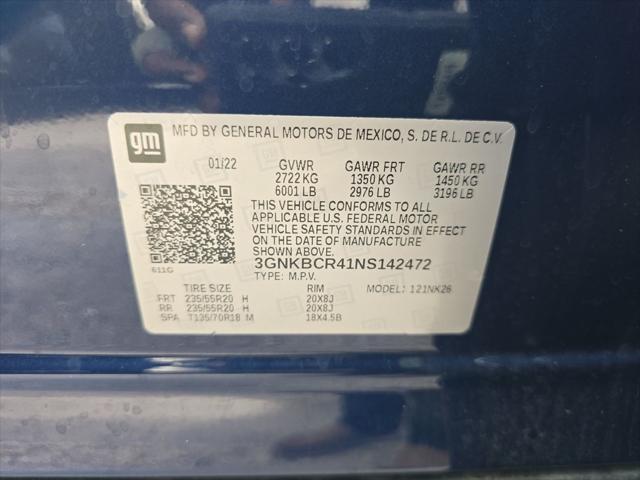 gm MFD BY GENERAL MOTORS DE MEXICO, S. DE R.L. DE C.V.
01/22 GVWR GAWR FRT GAWR RR
2722 KG 1350 KG 1450 KG
6001 LB 2976 LB 3196 LB
THIS VEHICLE CONFORMS TO ALL
APPLICABLE U.S. FEDERAL MOTOR
VEHICLE SAFETY STANDARDS IN
EFFECT ON THE DATE OF MANUFACTURE
SHOWN ABOVE.
3GNKBCR41NS142472
611G TYPE: M.P.V.
TIRE SIZE RIM MODEL: 121NK26
FRT 235/55R20 H 20X8J
RR 235/55R20 H 20X8J
SPA T135/70R18 M 18X4.5B